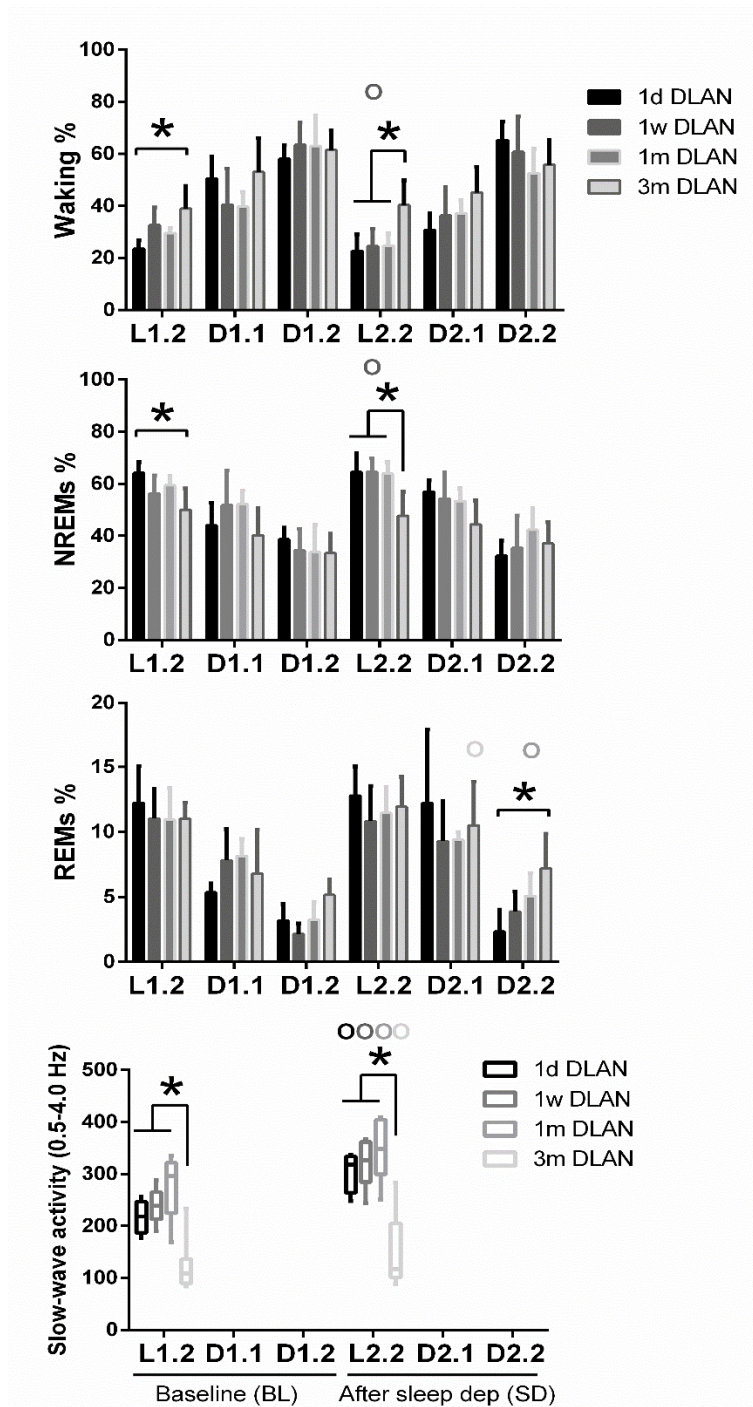 100
80
60
40
20
0
Waking %
*
*
1d DLAN
1w DLAN
1m DLAN
3m DLAN
L1.2 D1.1 D1.2 L2.2 D2.1 D2.2
100
80
60
40
20
0
NREMs %
*
*
L1.2 D1.1 D1.2 L2.2 D2.1 D2.2
20
15
10
5
0
REMs %
*
L1.2 D1.1 D1.2 L2.2 D2.1 D2.2
500
400
300
200
100
0
Slow-wave activity (0.5-4.0 Hz)
*
*
1d DLAN
1w DLAN
1m DLAN
3m DLAN
L1.2 D1.1 D1.2 L2.2 D2.1 D2.2
Baseline (BL) After sleep dep (SD)